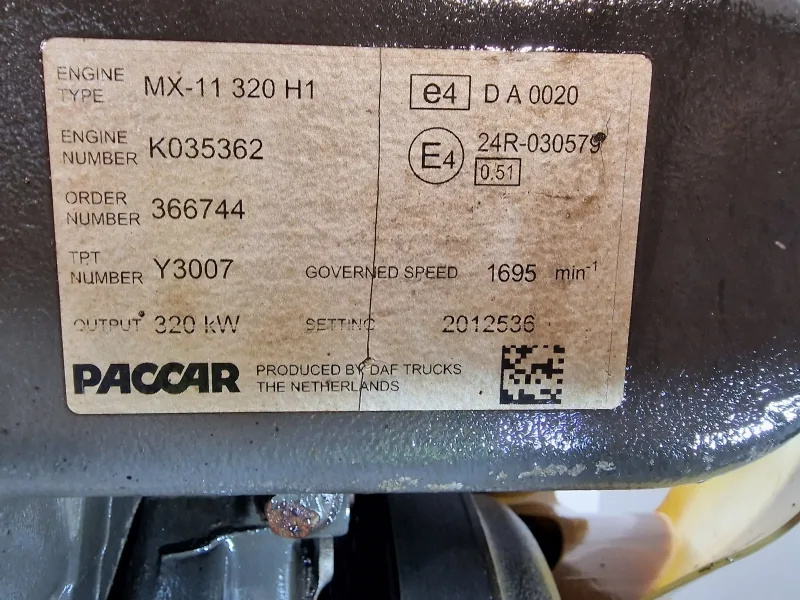 ENGINE TYPE MX-11 320 H1
e4 D A 0020
ENGINE NUMBER K035362
E4 24R-030579
0.51
ORDER NUMBER 366744
TPT NUMBER Y3007
GOVERNED SPEED 1695 min-1
OUTPUT 320 kW
SETTING 2012536
PACCAR
PRODUCED BY DAF TRUCKS
THE NETHERLANDS